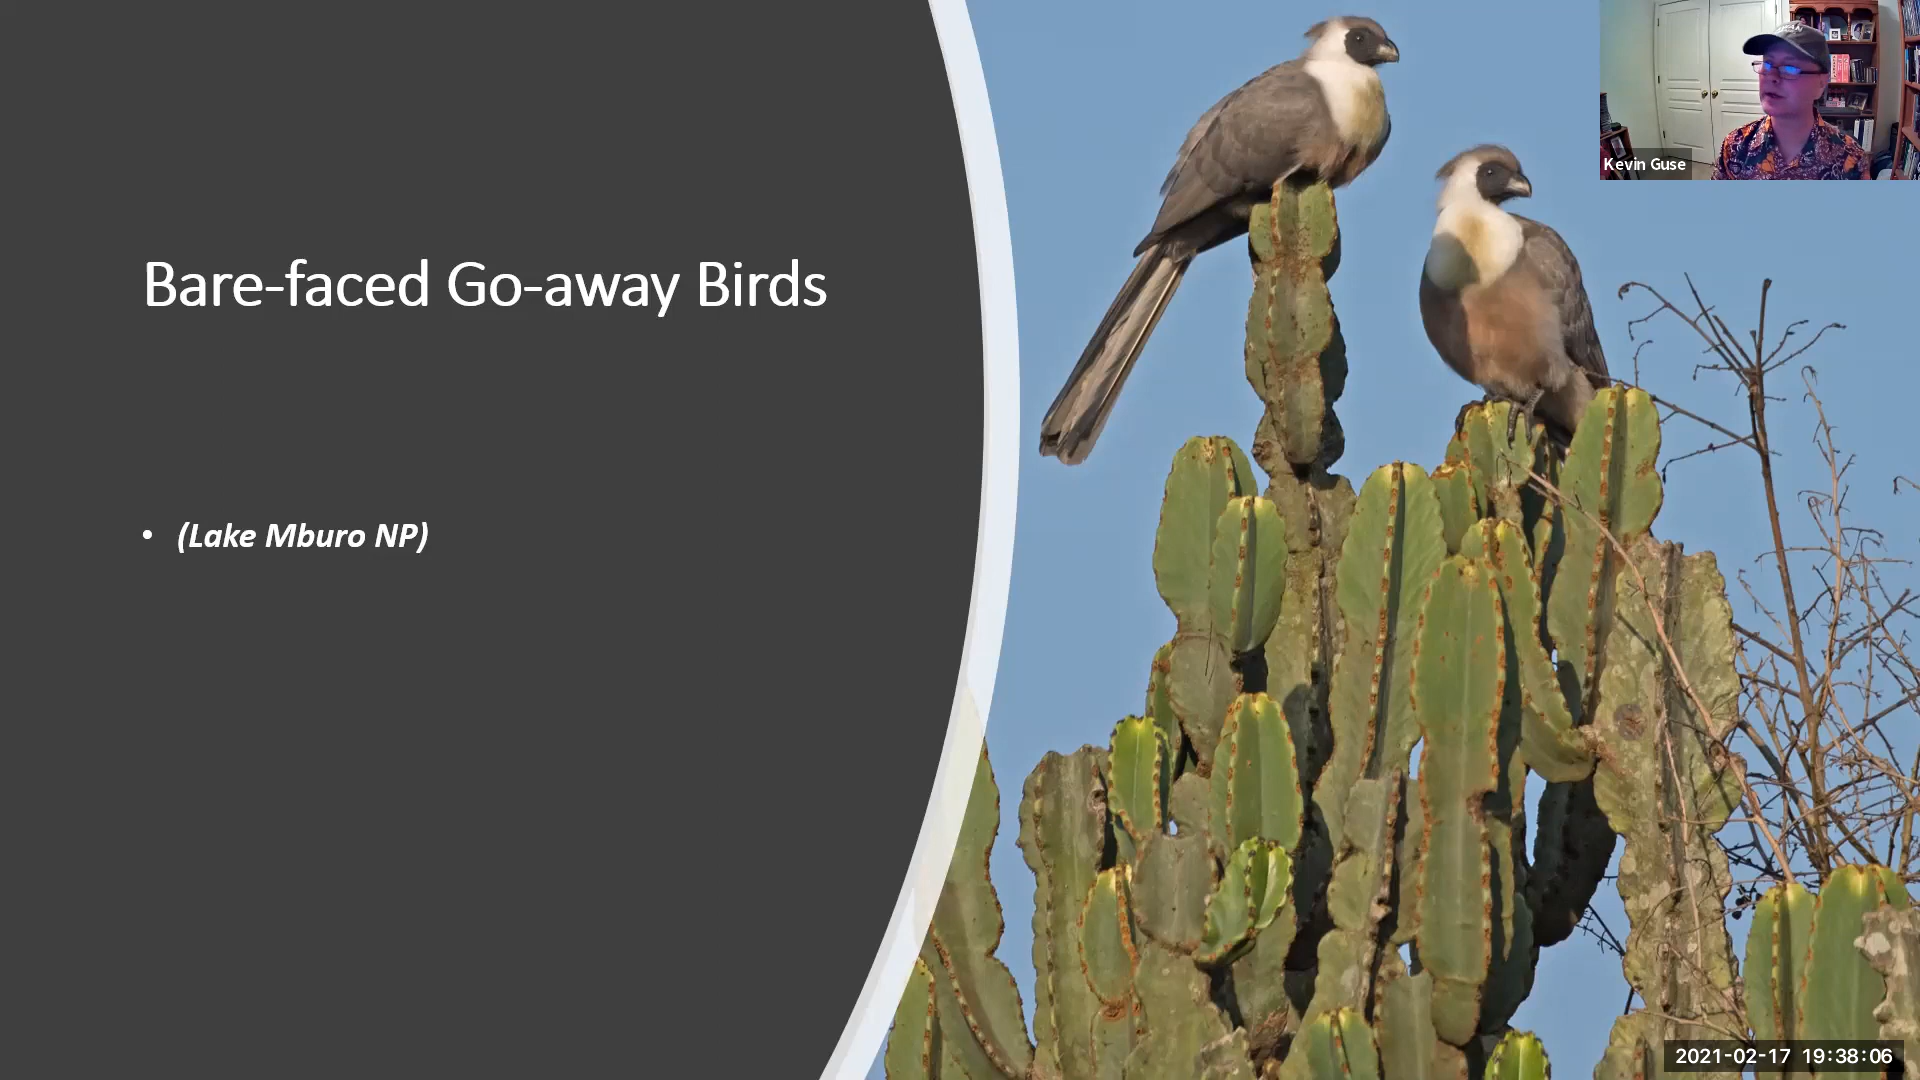 Kevin Guse
Bare-faced Go-away Birds
• (Lake Mburo NP)
2021-02-17 19:38:06